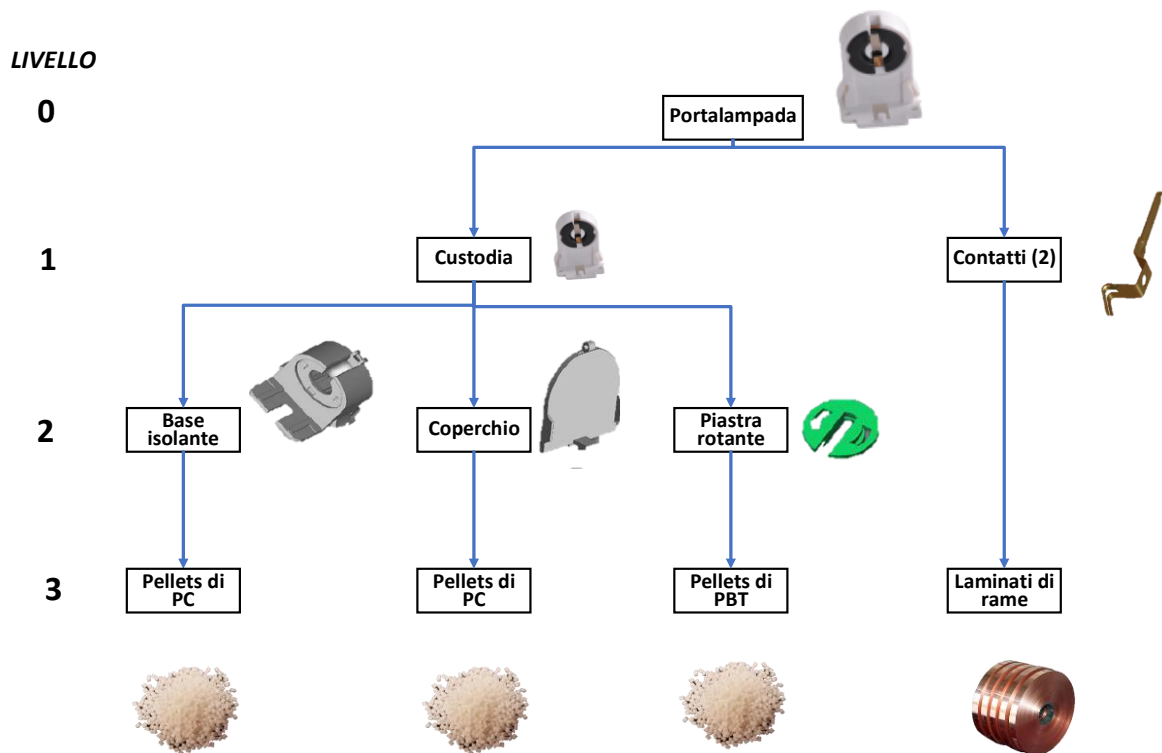 LIVELLO
0
Portalampada
1
Custodia
Contatti (2)
2
Base
isolante
Coperchio
Piastra
rotante
3
Pellets di
PC
Pellets di
PC
Pellets di
PBT
Laminati di
rame